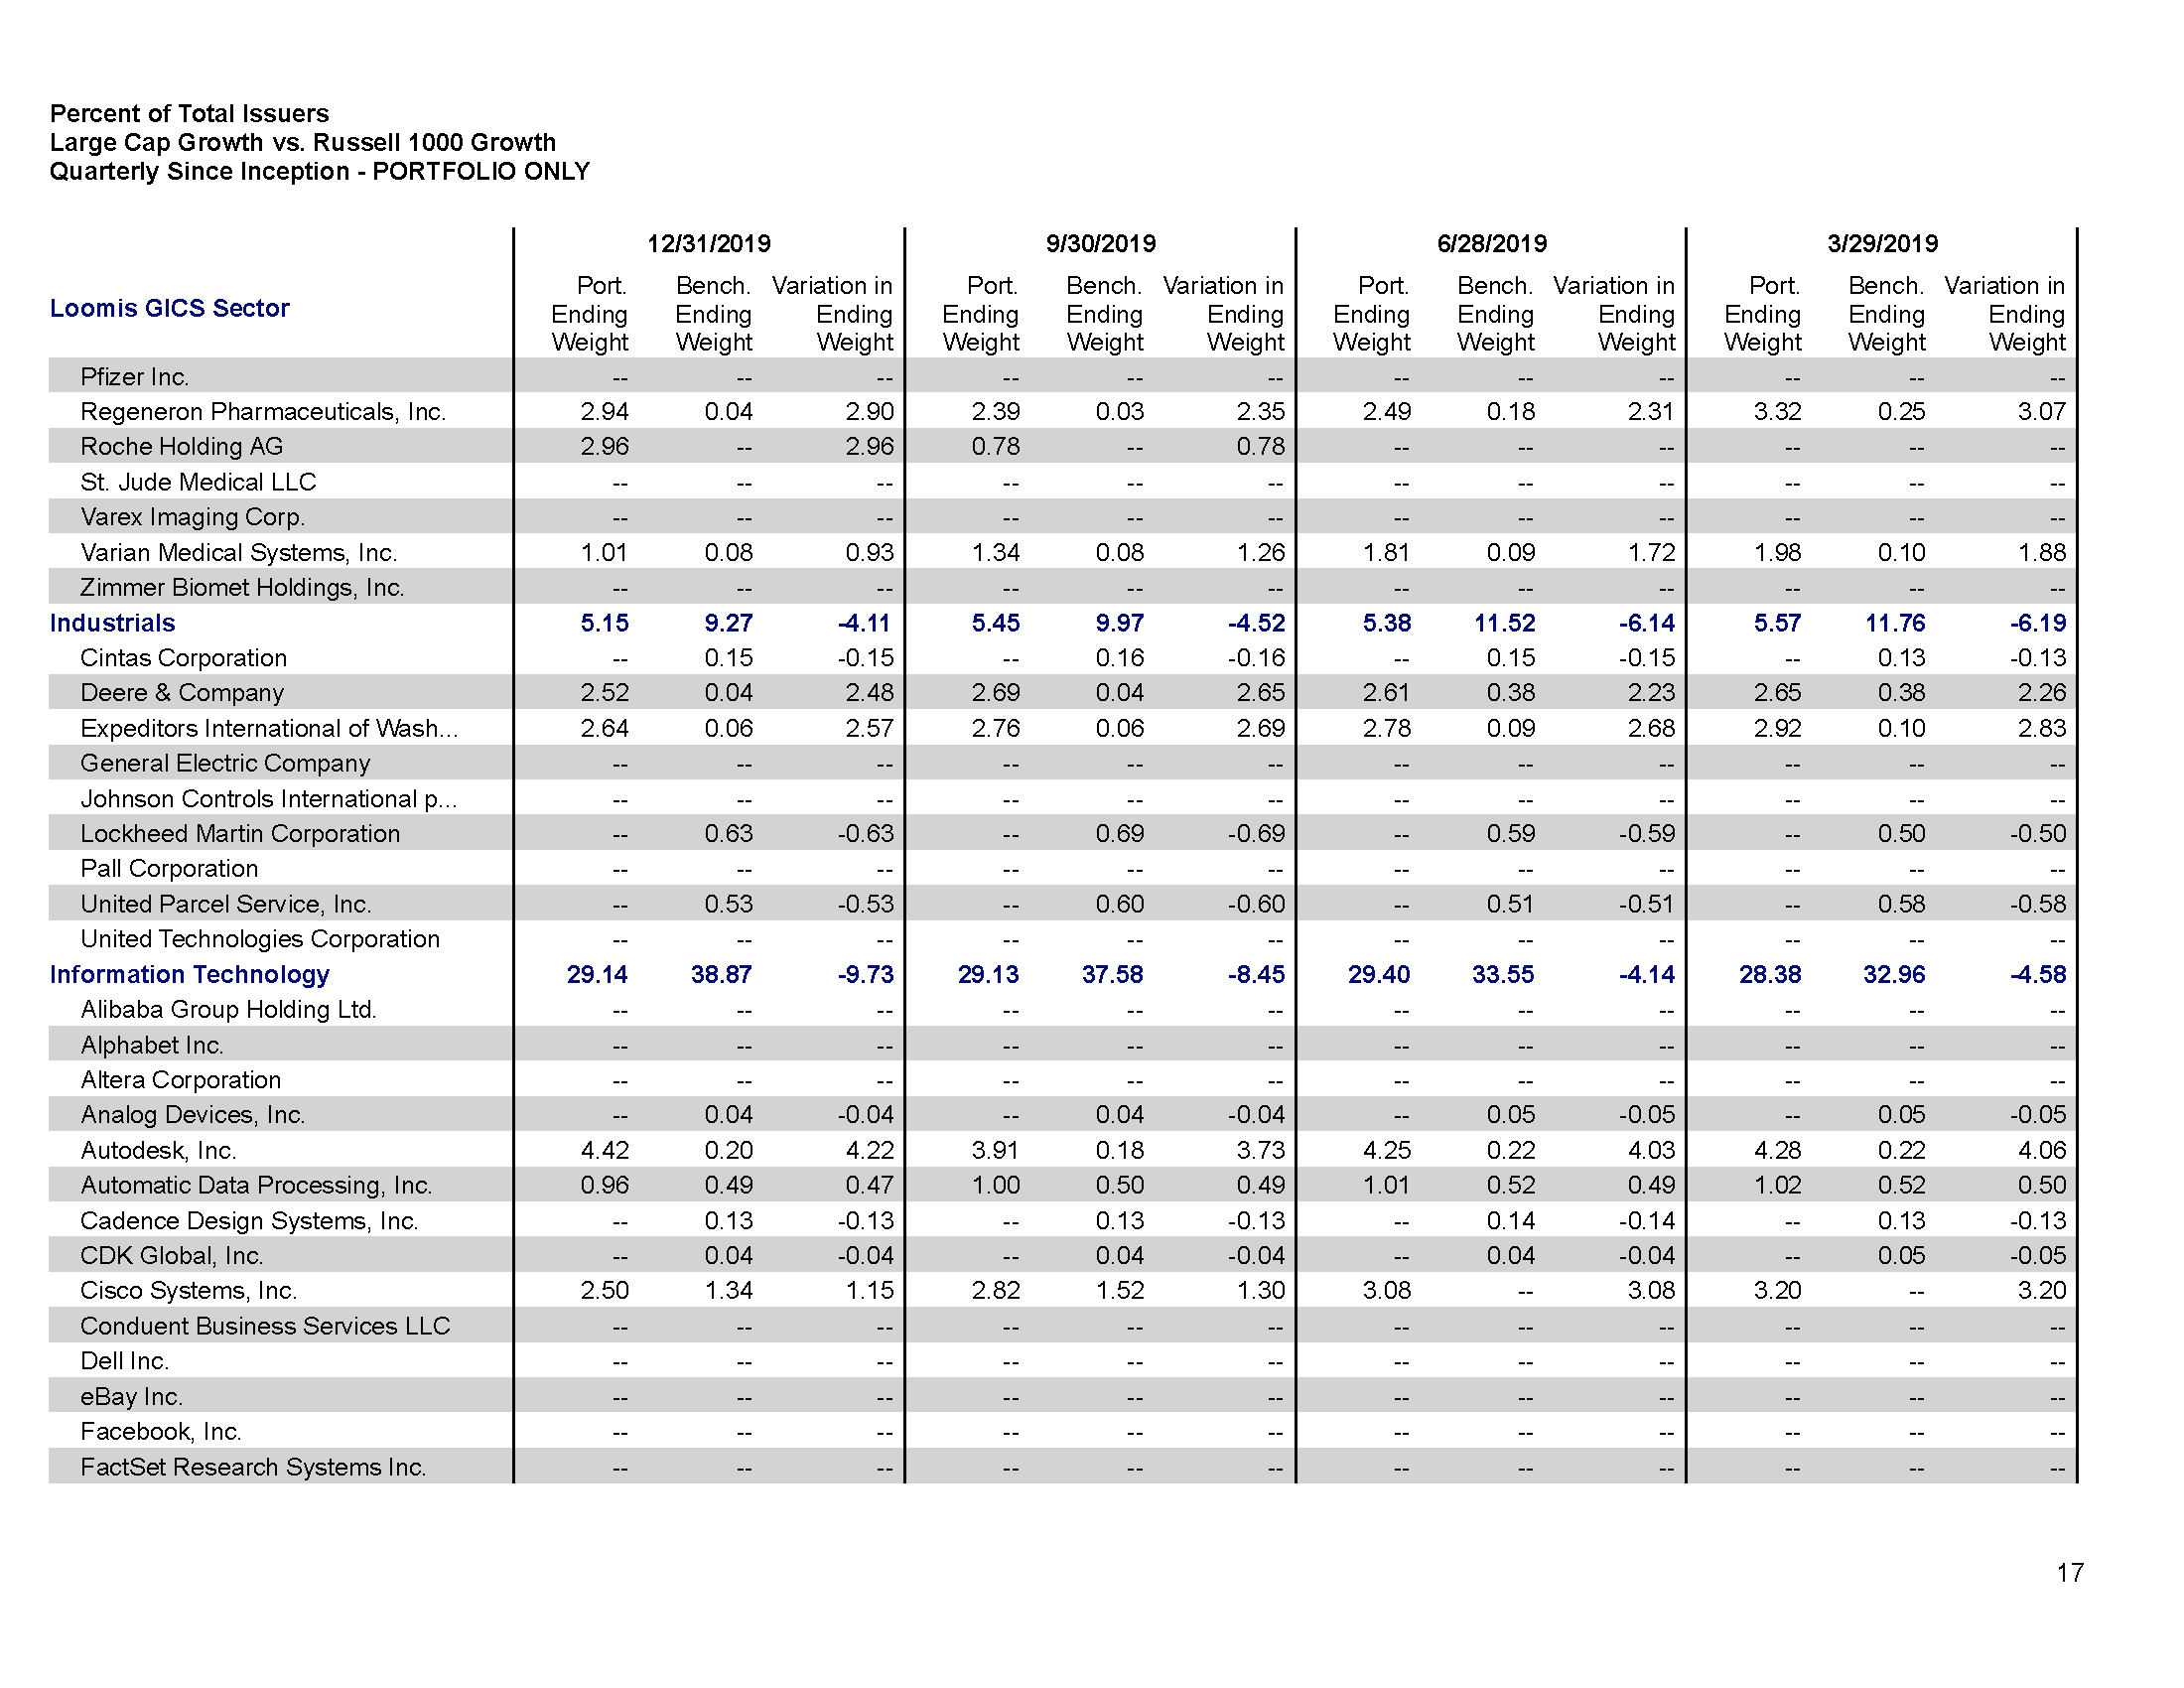 Percent of Total Issuers
Large Cap Growth vs. Russell 1000 Growth
Quarterly Since Inception - PORTFOLIO ONLY
12/31/2019 9/30/2019 6/28/2019 3/29/2019
Port. Bench. Variation in Port. Bench. Variation in Port. Bench. Variation in Port. Bench. Variation in
Loomis GICS Sector Ending Ending Ending Ending Ending Ending Ending Ending Ending Ending Ending Ending
Weight Weight Weight Weight Weight Weight Weight Weight Weight Weight Weight Weight
Pfizer Inc. -- -- -- -- -- -- -- -- -- -- -- --
Regeneron Pharmaceuticals, Inc. 2.94 0.04 2.90 2.39 0.03 2.35 2.49 0.18 2.31 3.32 0.25 3.07
Roche Holding AG 2.96 -- 2.96 0.78 -- 0.78 -- -- -- -- -- --
St. Jude Medical LLC -- -- -- -- -- -- -- -- -- -- -- --
Varex Imaging Corp. -- -- -- -- -- -- -- -- -- -- -- --
Varian Medical Systems, Inc. 1.01 0.08 0.93 1.34 0.08 1.26 1.81 0.09 1.72 1.98 0.10 1.88
Zimmer Biomet Holdings, Inc. -- -- -- -- -- -- -- -- -- -- -- --
Industrials 5.15 9.27 -4.11 5.45 9.97 -4.52 5.38 11.52 -6.14 5.57 11.76 -6.19
Cintas Corporation -- 0.15 -0.15 -- 0.16 -0.16 -- 0.15 -0.15 -- 0.13 -0.13
Deere & Company 2.52 0.04 2.48 2.69 0.04 2.65 2.61 0.38 2.23 2.65 0.38 2.26
Expeditors International of Wash... 2.64 0.06 2.57 2.76 0.06 2.69 2.78 0.09 2.68 2.92 0.10 2.83
General Electric Company -- -- -- -- -- -- -- -- -- -- -- --
Johnson Controls International p... -- -- -- -- -- -- -- -- -- -- -- --
Lockheed Martin Corporation -- 0.63 -0.63 -- 0.69 -0.69 -- 0.59 -0.59 -- 0.50 -0.50
Pall Corporation -- -- -- -- -- -- -- -- -- -- -- --
United Parcel Service, Inc. -- 0.53 -0.53 -- 0.60 -0.60 -- 0.51 -0.51 -- 0.58 -0.58
United Technologies Corporation -- -- -- -- -- -- -- -- -- -- -- --
Information Technology 29.14 38.87 -9.73 29.13 37.58 -8.45 29.40 33.55 -4.14 28.38 32.96 -4.58
Alibaba Group Holding Ltd. -- -- -- -- -- -- -- -- -- -- -- --
Alphabet Inc. -- -- -- -- -- -- -- -- -- -- -- --
Altera Corporation -- -- -- -- -- -- -- -- -- -- -- --
Analog Devices, Inc. -- 0.04 -0.04 -- 0.04 -0.04 -- 0.05 -0.05 -- 0.05 -0.05
Autodesk, Inc. 4.42 0.20 4.22 3.91 0.18 3.73 4.25 0.22 4.03 4.28 0.22 4.06
Automatic Data Processing, Inc. 0.96 0.49 0.47 1.00 0.50 0.49 1.01 0.52 0.49 1.02 0.52 0.50
Cadence Design Systems, Inc. -- 0.13 -0.13 -- 0.13 -0.13 -- 0.14 -0.14 -- 0.13 -0.13
CDK Global, Inc. -- 0.04 -0.04 -- 0.04 -0.04 -- 0.04 -0.04 -- 0.05 -0.05
Cisco Systems, Inc. 2.50 1.34 1.15 2.82 1.52 1.30 3.08 -- 3.08 3.20 -- 3.20
Conduent Business Services LLC -- -- -- -- -- -- -- -- -- -- -- --
Dell Inc. -- -- -- -- -- -- -- -- -- -- -- --
eBay Inc. -- -- -- -- -- -- -- -- -- -- -- --
Facebook, Inc. -- -- -- -- -- -- -- -- -- -- -- --
FactSet Research Systems Inc. -- -- -- -- -- -- -- -- -- -- -- --
17